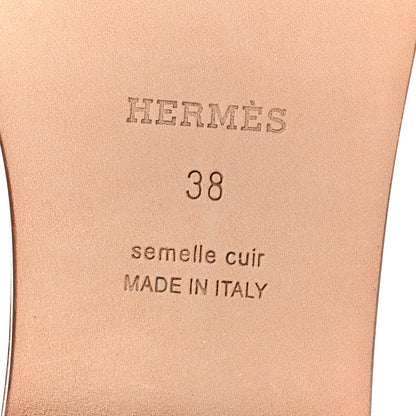 HERMÈS
38
semelle cuir
MADE IN ITALY